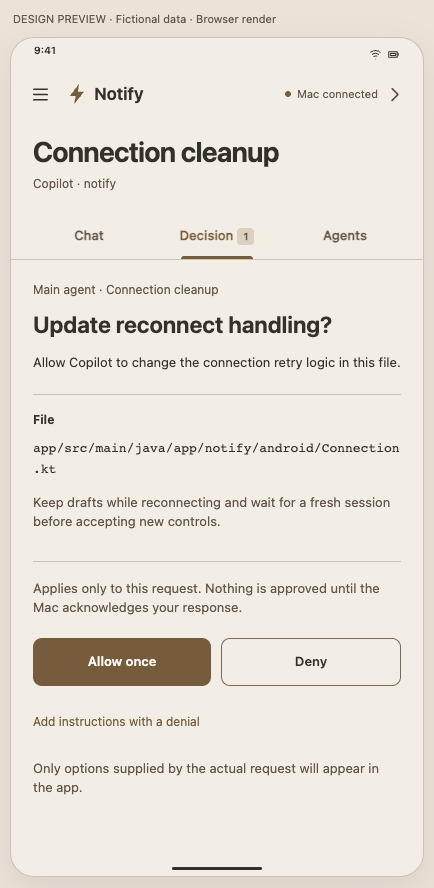 DESIGN PREVIEW · Fictional data · Browser render
9:41
Notify
Mac connected
Connection cleanup
Copilot · notify
Chat
Decision 1
Agents
Main agent · Connection cleanup
Update reconnect handling?
Allow Copilot to change the connection retry logic in this file.
File
app/src/main/java/app/notify/android/Connection
.kt
Keep drafts while reconnecting and wait for a fresh session
before accepting new controls.
Applies only to this request. Nothing is approved until the
Mac acknowledges your response.
Allow once
Deny
Add instructions with a denial
Only options supplied by the actual request will appear in
the app.